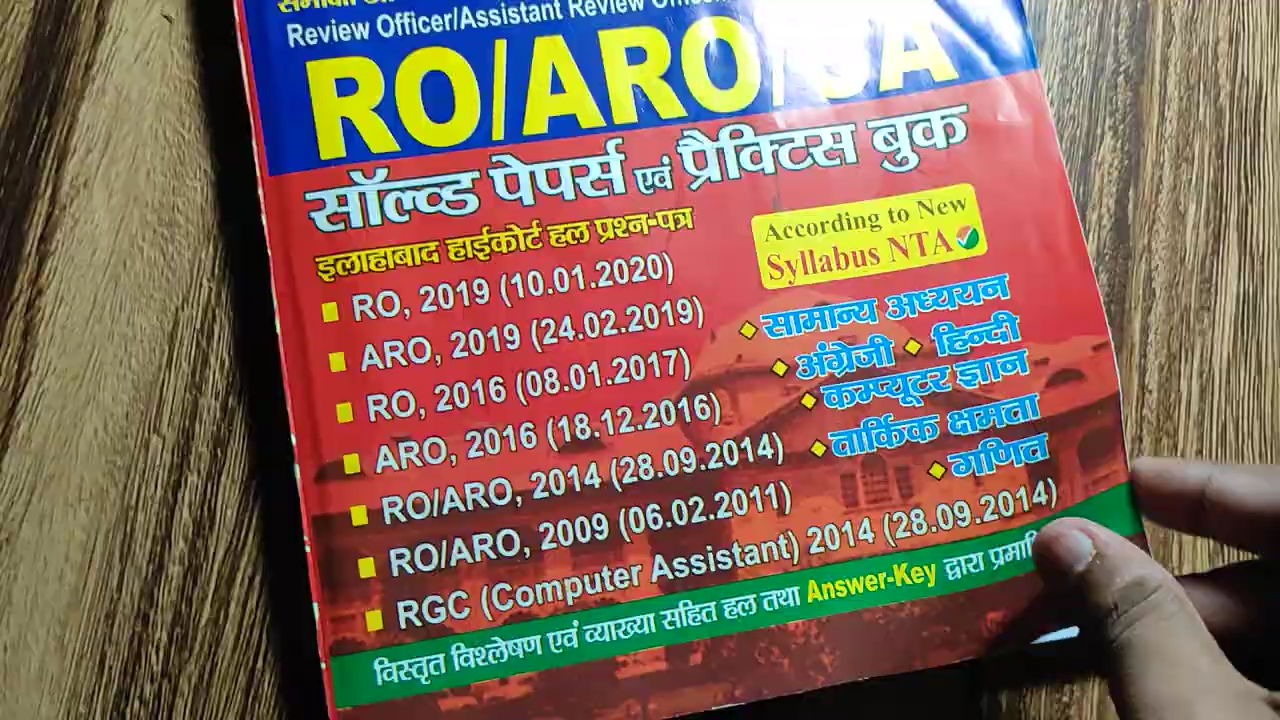 समीक्षा
Review Officer/Assistant Review
RO/ARO/CA
सॉल्व्ड पेपर्स एवं प्रैक्टिस बुक
इलाहाबाद हाईकोर्ट हल प्रश्न-पत्र
According to New
Syllabus NTA
RO, 2019 (10.01.2020)
ARO, 2019 (24.02.2019)
RO, 2016 (08.01.2017)
ARO, 2016 (18.12.2016)
RO/ARO, 2014 (28.09.2014)
RO/ARO, 2009 (06.02.2011)
RGC (Computer Assistant) 2014 (28.09.2014)
सामान्य अध्ययन
अंग्रेजी हिन्दी
कम्प्यूटर ज्ञान
तार्किक क्षमता
गणित
विस्तृत विश्लेषण एवं व्याख्या सहित हल तथा Answer-Key द्वारा